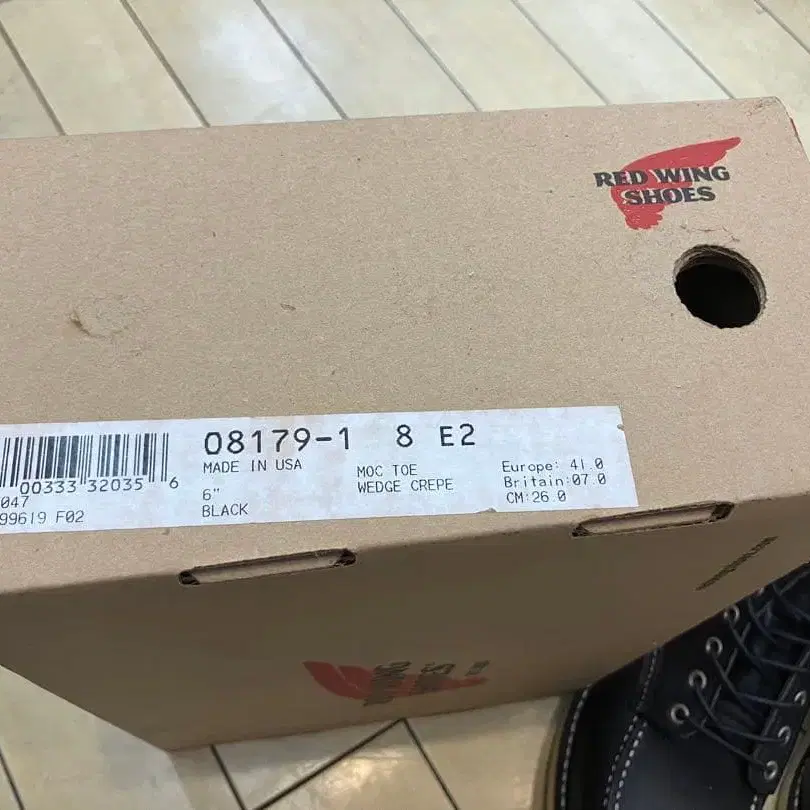 RED WING
SHOES
08179-1 8 E2
MADE IN USA
MOC TOE
Europe: 41.0
00333 32035 6
6"
WEDGE CREPE
Britain:07.0
047
BLACK
CM:26.0
99619 F02